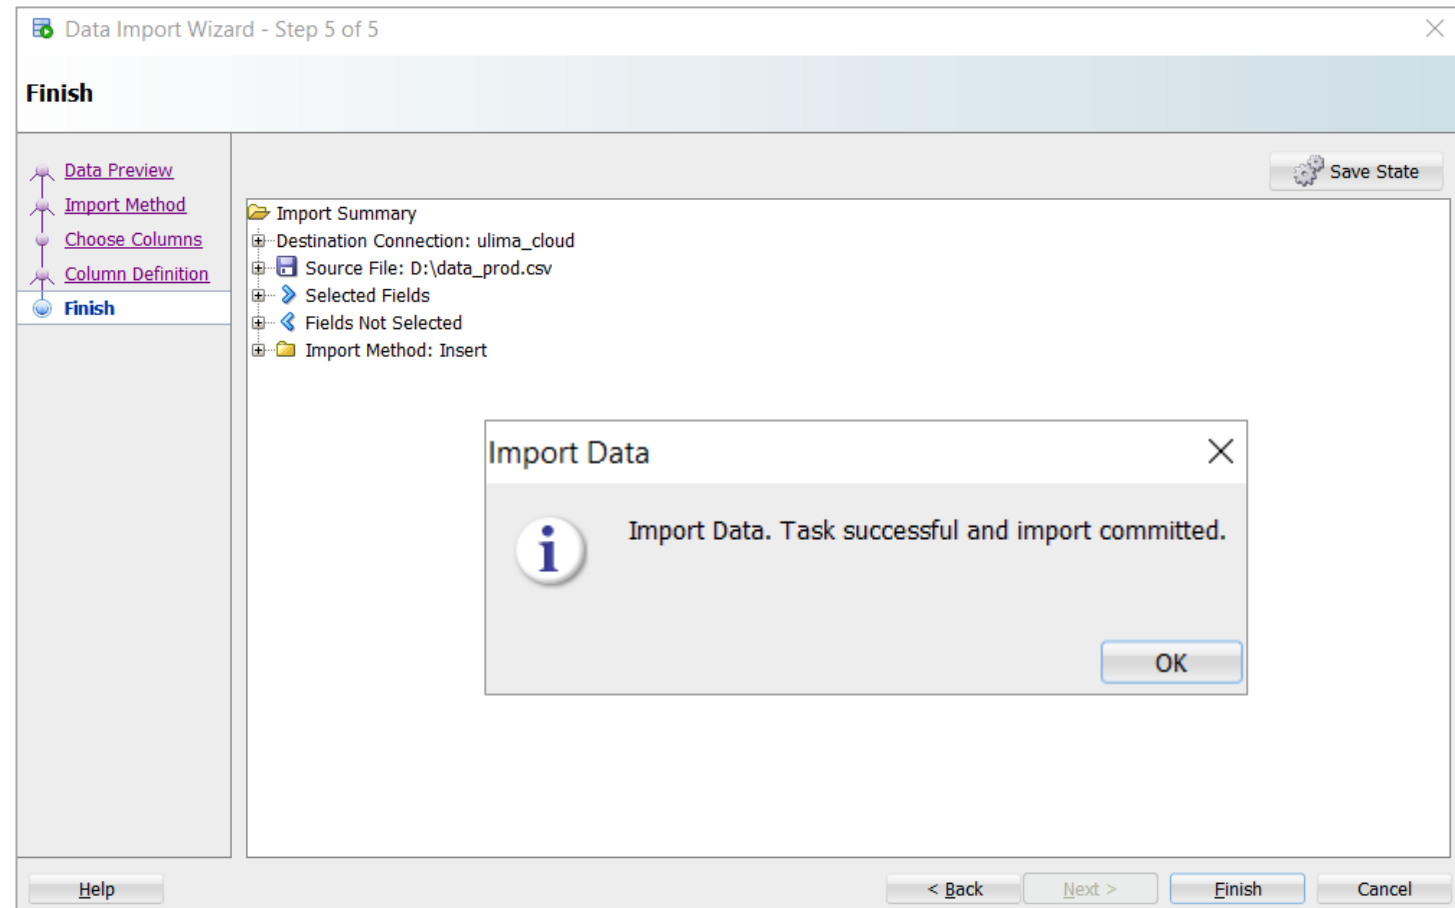 Data Import Wizard - Step 5 of 5
Finish
Data Preview
Import Method
Choose Columns
Column Definition
Finish
Save State
Import Summary
Destination Connection: ulima_cloud
Source File: D:\data_prod.csv
Selected Fields
Fields Not Selected
Import Method: Insert
Import Data
Import Data. Task successful and import committed.
OK
Help
< Back
Next >
Finish
Cancel